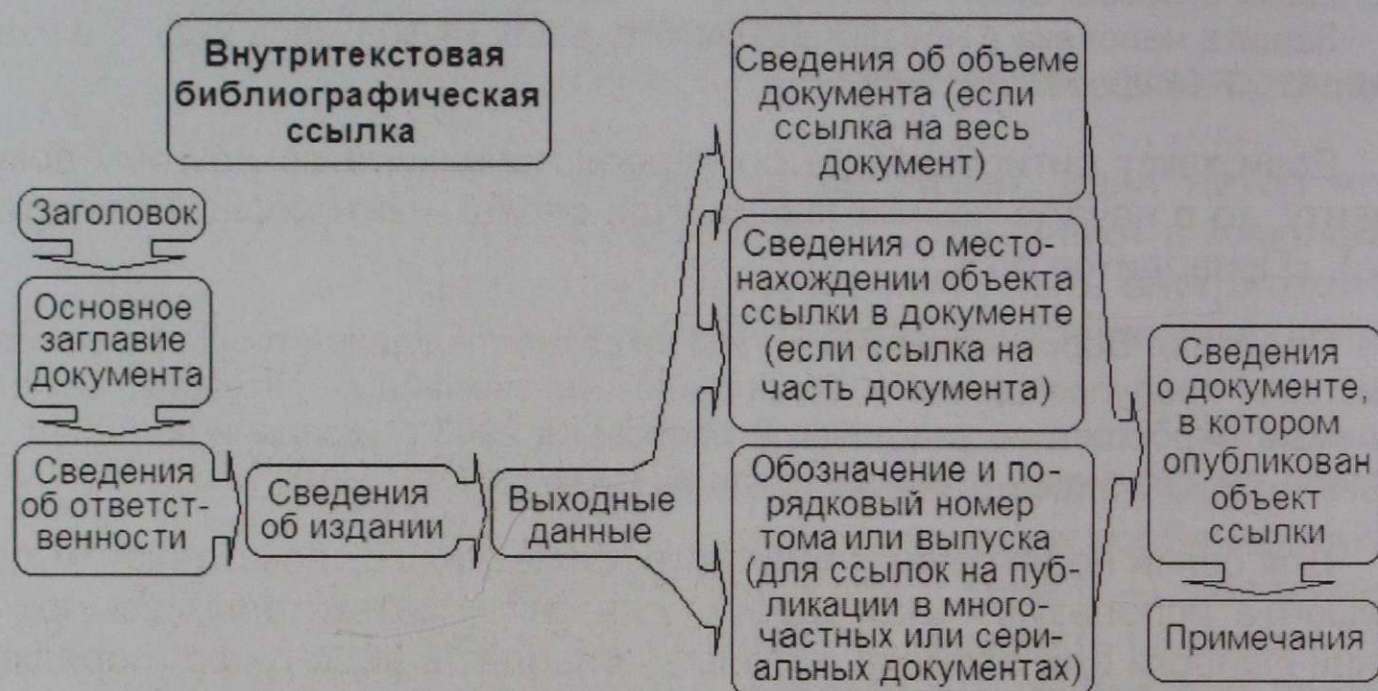 Внутритекстовая
библиографическая
ссылка
Заголовок
Основное
заглавие
документа
Сведения
об ответст-
венности
Сведения
об издании
Выходные
данные
Сведения об объеме
документа (если
ссылка на весь
документ)
Сведения о место-
нахождении объекта
ссылки в документе
(если ссылка на
часть документа)
Обозначение и по-
рядковый номер
тома или выпуска
(для ссылок на пуб-
ликации в много-
частных или сери-
альных документах)
Сведения
о документе,
в котором
опубликован
объект
ссылки
Примечания